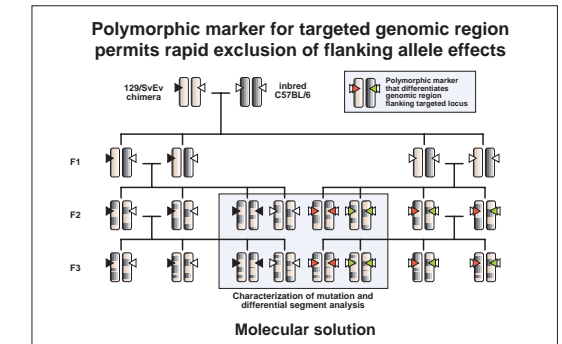 Polymorphic marker for targeted genomic region
permits rapid exclusion of flanking allele effects
129/SvEv
chimera
inbred
C57BL/6
Polymorphic marker
that differentiates
genomic region
flanking targeted locus
F1
F2
F3
Characterization of mutation and
differential segment analysis
Molecular solution